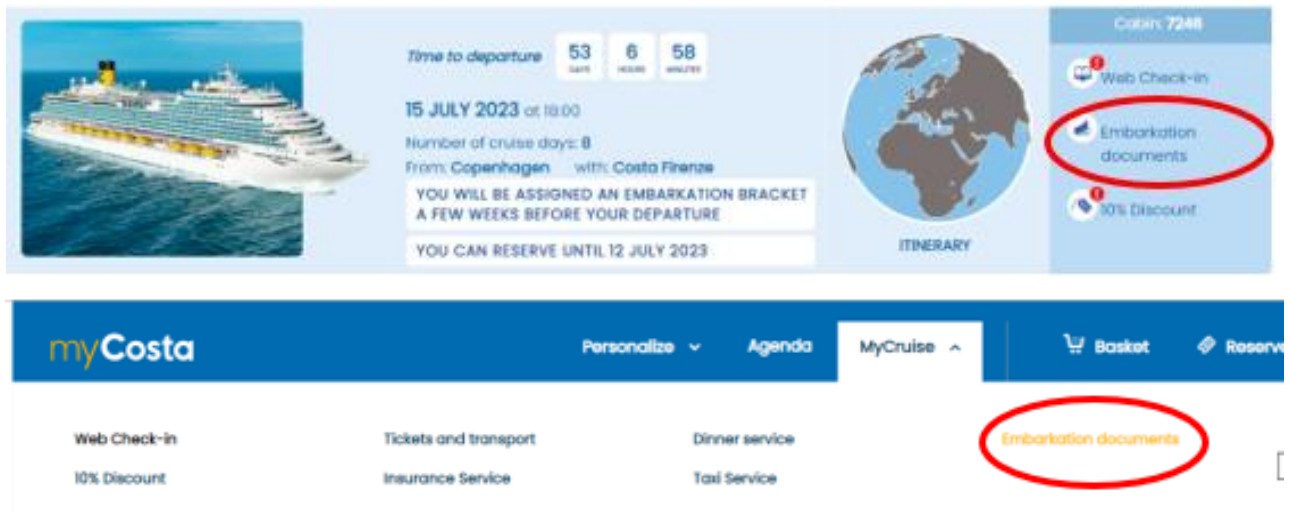 Cabin: 7246
Time to departure 53 6 58
DAYS HOURS MINUTES
15 JULY 2023 at 18:00
Number of cruise days: 8
From: Copenhagen with: Costa Firenze
YOU WILL BE ASSIGNED AN EMBARKATION BRACKET
A FEW WEEKS BEFORE YOUR DEPARTURE
YOU CAN RESERVE UNTIL 12 JULY 2023
ITINERARY
Web Check-in
Embarkation
documents
10% Discount
myCosta
Personalize Agenda MyCruise Basket Reserve
Web Check-in Tickets and transport Dinner service Embarkation documents
10% Discount Insurance Service Taxi Service